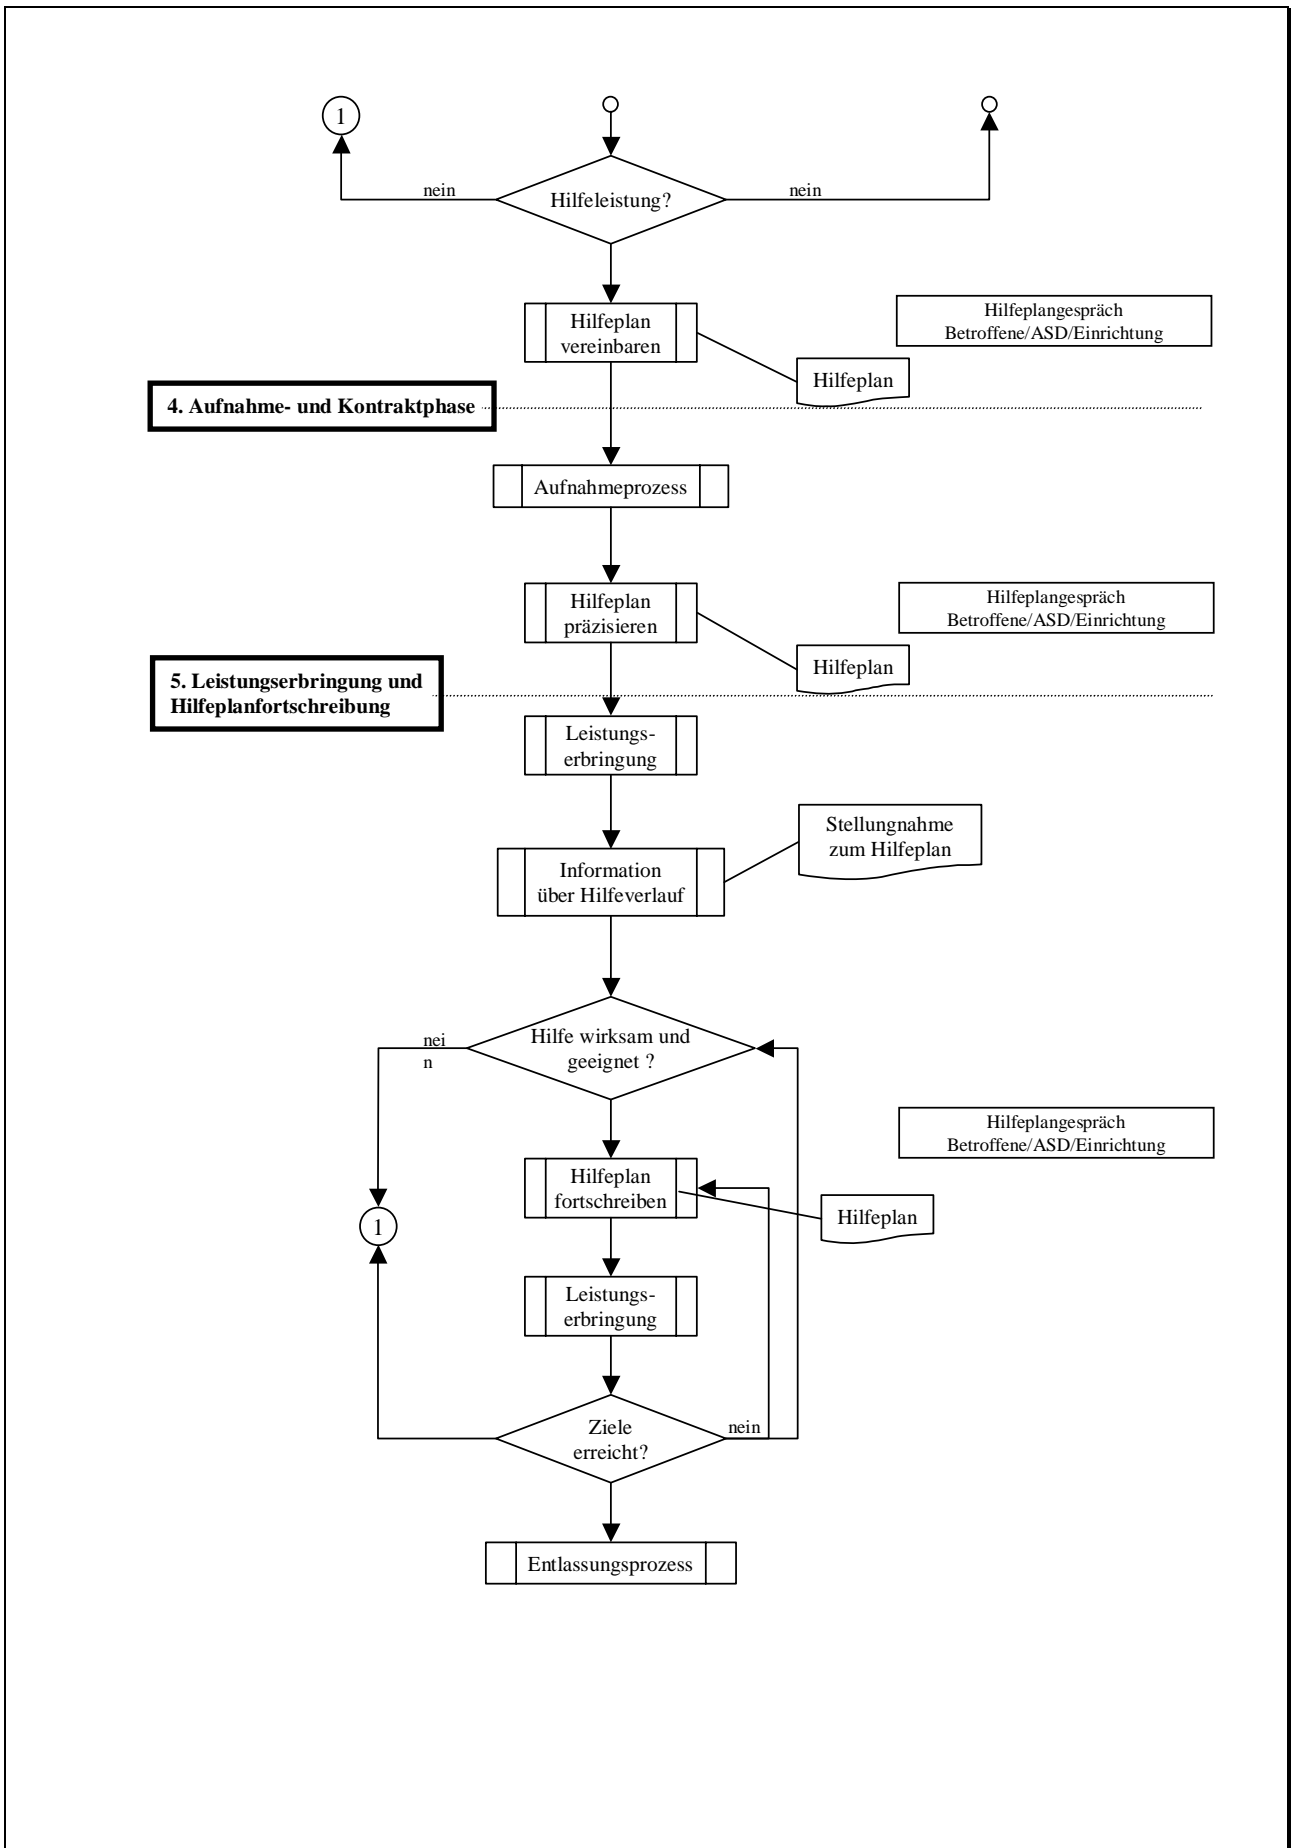 1
nein
nein
Hilfeleistung?
Hilfeplan
vereinbaren
Hilfeplangespräch
Betroffene/ASD/Einrichtung
Hilfeplan
4. Aufnahme- und Kontraktphase
Aufnahmeprozess
Hilfeplan
präzisieren
Hilfeplangespräch
Betroffene/ASD/Einrichtung
Hilfeplan
5. Leistungserbringung und
Hilfeplanfortschreibung
Leistungs-
erbringung
Stellungnahme
zum Hilfeplan
Information
über Hilfeverlauf
nei
n
Hilfe wirksam und
geeignet ?
Hilfeplangespräch
Betroffene/ASD/Einrichtung
Hilfeplan
fortschreiben
Hilfeplan
1
Leistungs-
erbringung
Ziele
erreicht?
nein
Entlassungsprozess